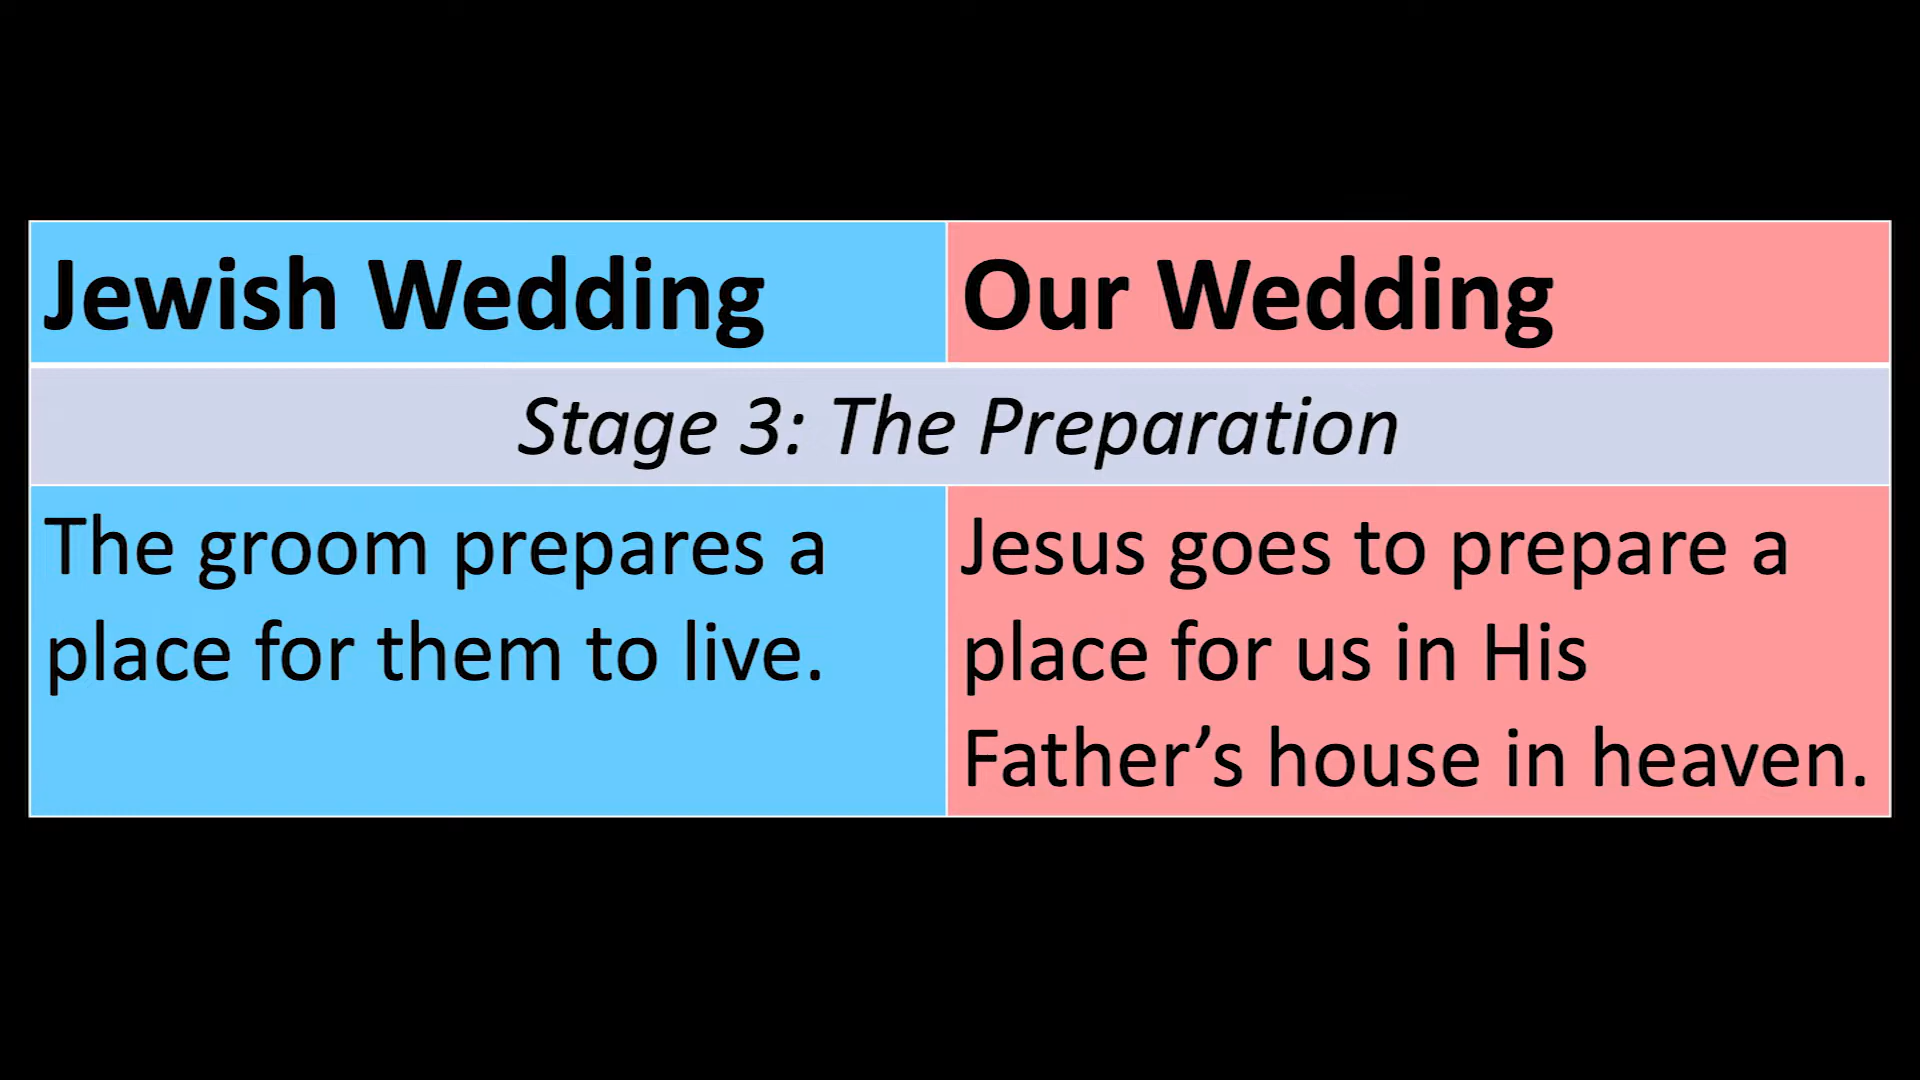 Jewish Wedding
Our Wedding
Stage 3: The Preparation
The groom prepares a
place for them to live.
Jesus goes to prepare a
place for us in His
Father’s house in heaven.